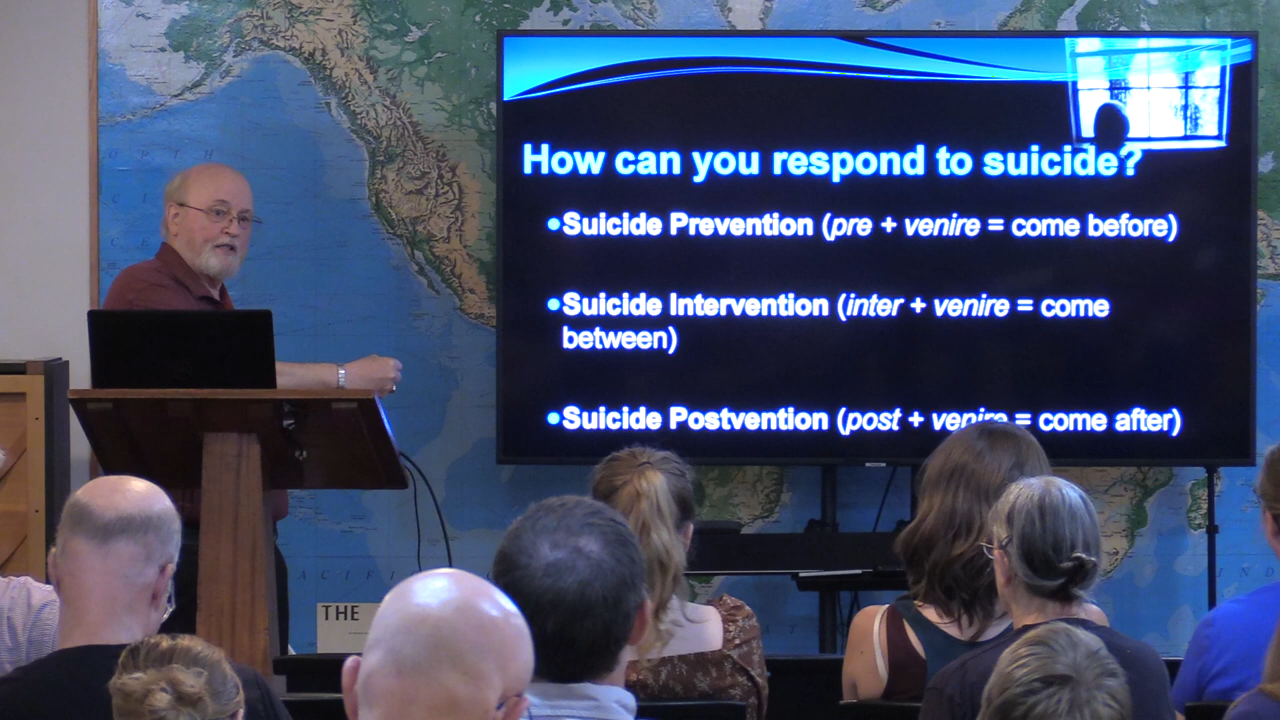 How can you respond to suicide?
•Suicide Prevention (pre + venire = come before)
•Suicide Intervention (inter + venire = come
between)
•Suicide Postvention (post + venire = come after)
THE